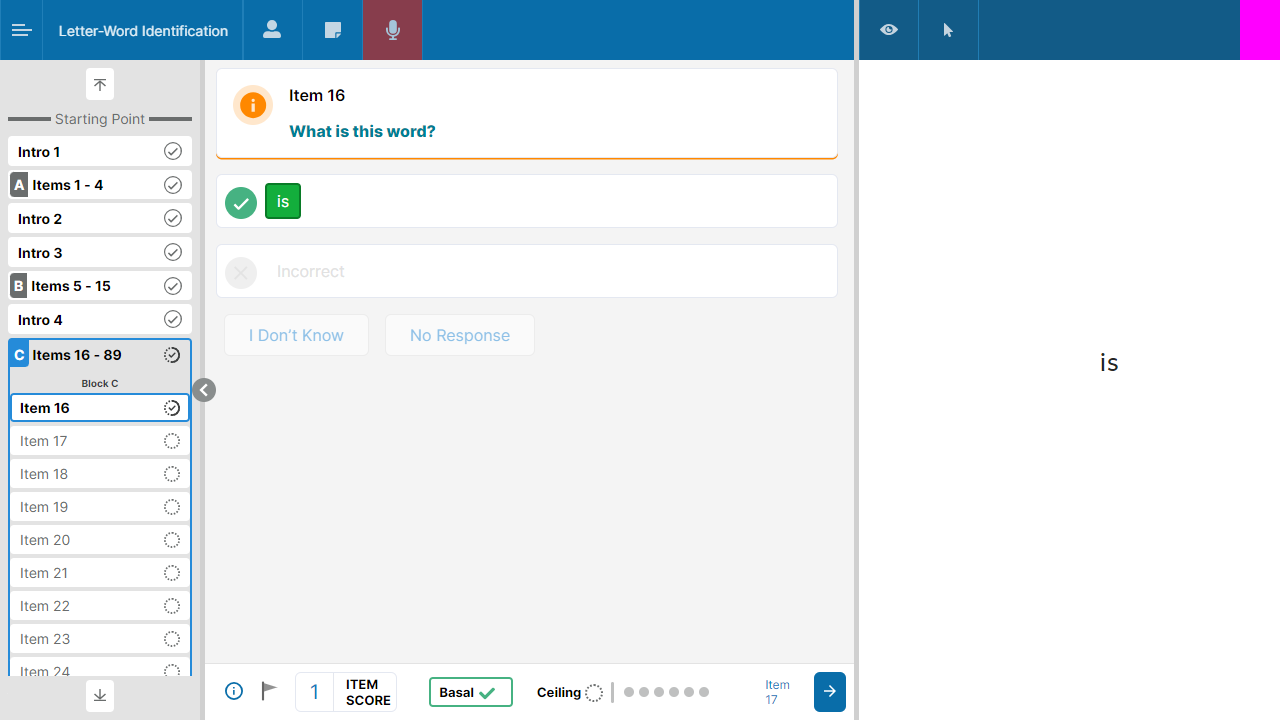 Letter-Word Identification
Starting Point
Intro 1
A Items 1 - 4
Intro 2
Intro 3
B Items 5 - 15
Intro 4
C Items 16 - 89
Block C
Item 16
Item 17
Item 18
Item 19
Item 20
Item 21
Item 22
Item 23
Item 24
Item 16
What is this word?
is
Incorrect
I Don’t Know
No Response
1
ITEM
SCORE
Basal
Ceiling
Item
17
is